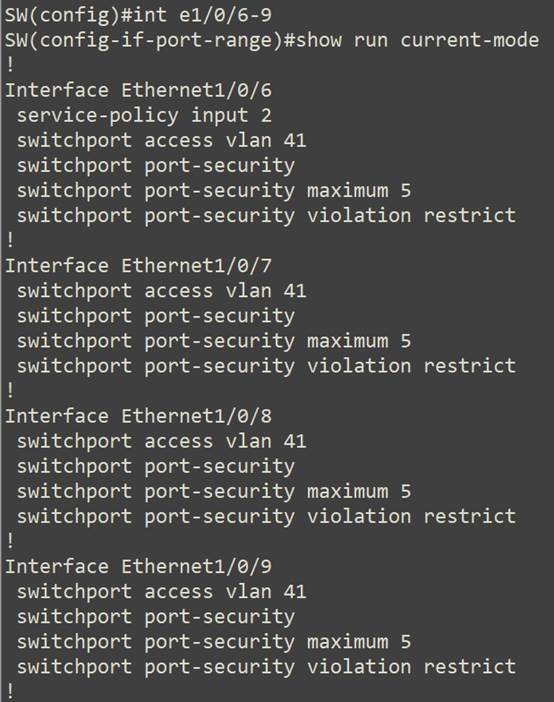 SW(config)#int e1/0/6-9
SW(config-if-port-range)#show run current-mode
!
Interface Ethernet1/0/6
 service-policy input 2
 switchport access vlan 41
 switchport port-security
 switchport port-security maximum 5
 switchport port-security violation restrict
!
Interface Ethernet1/0/7
 switchport access vlan 41
 switchport port-security
 switchport port-security maximum 5
 switchport port-security violation restrict
!
Interface Ethernet1/0/8
 switchport access vlan 41
 switchport port-security
 switchport port-security maximum 5
 switchport port-security violation restrict
!
Interface Ethernet1/0/9
 switchport access vlan 41
 switchport port-security
 switchport port-security maximum 5
 switchport port-security violation restrict
!